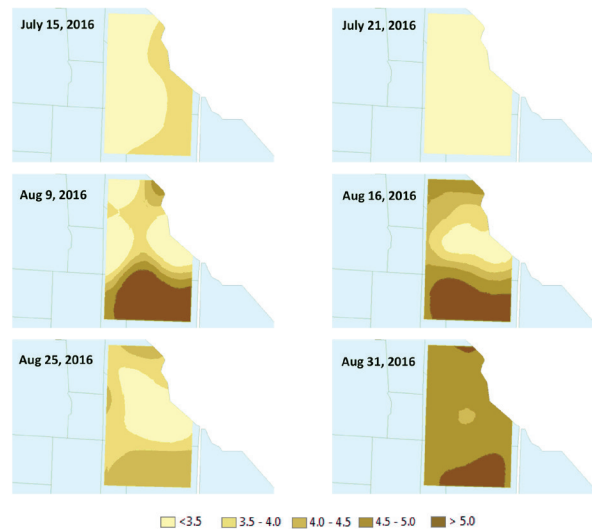 July 15, 2016
July 21, 2016
Aug 9, 2016
Aug 16, 2016
Aug 25, 2016
Aug 31, 2016
<3.5 3.5 - 4.0 4.0 - 4.5 4.5 - 5.0 > 5.0